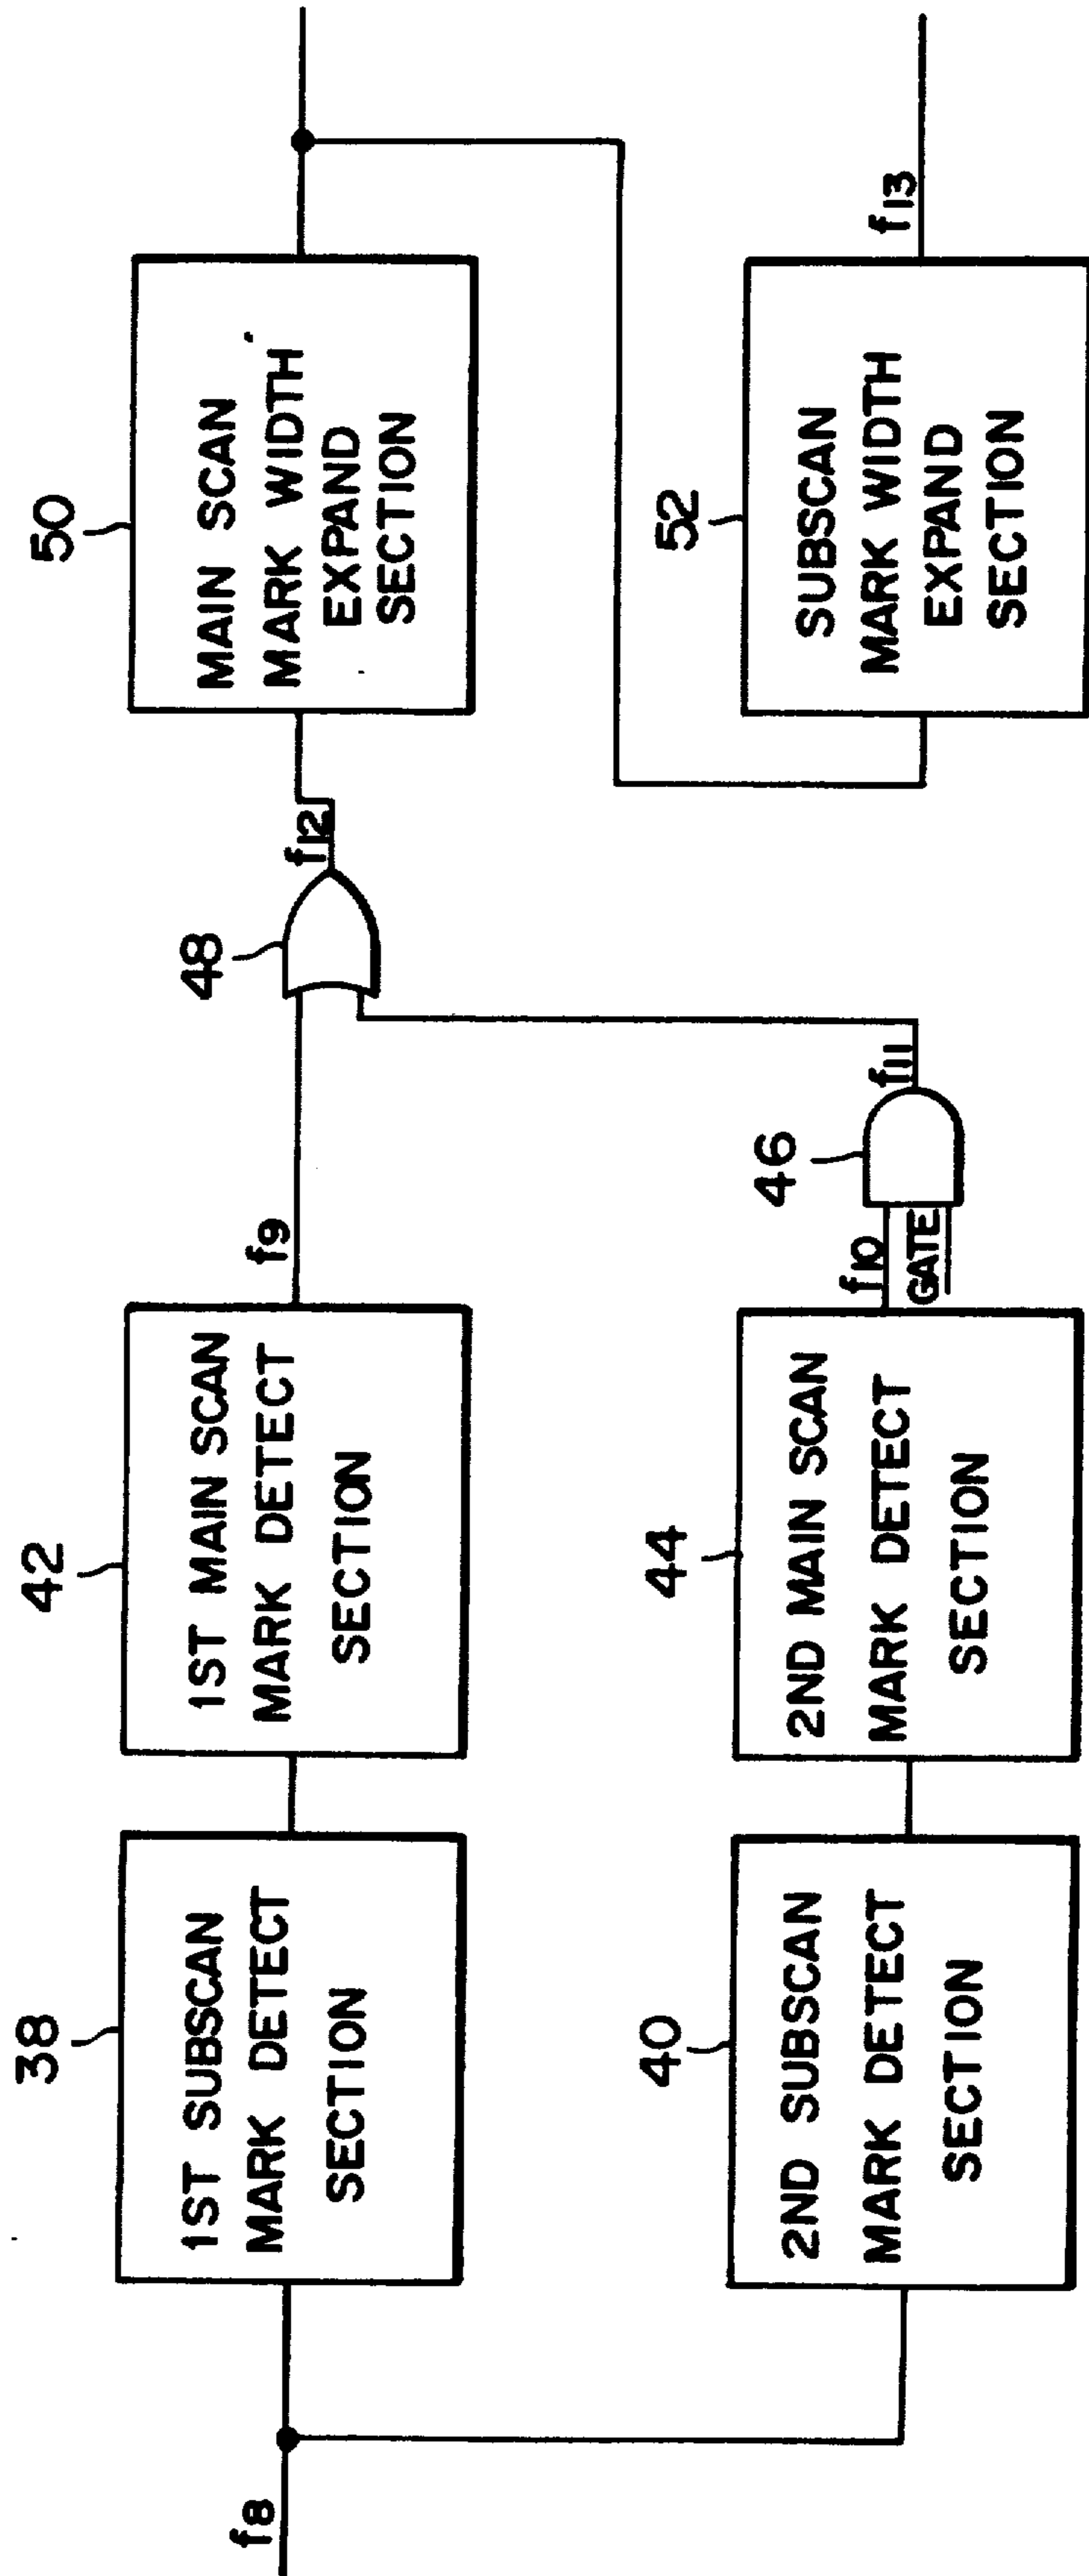 f8
38
1ST SUBSCAN
MARK DETECT
SECTION
42
1ST MAIN SCAN
MARK DETECT
SECTION
f9
48
f12
50
MAIN SCAN
MARK WIDTH
EXPAND
SECTION
40
2ND SUBSCAN
MARK DETECT
SECTION
44
2ND MAIN SCAN
MARK DETECT
SECTION
f10
GATE
46
f11
52
SUBSCAN
MARK WIDTH
EXPAND
SECTION
f13